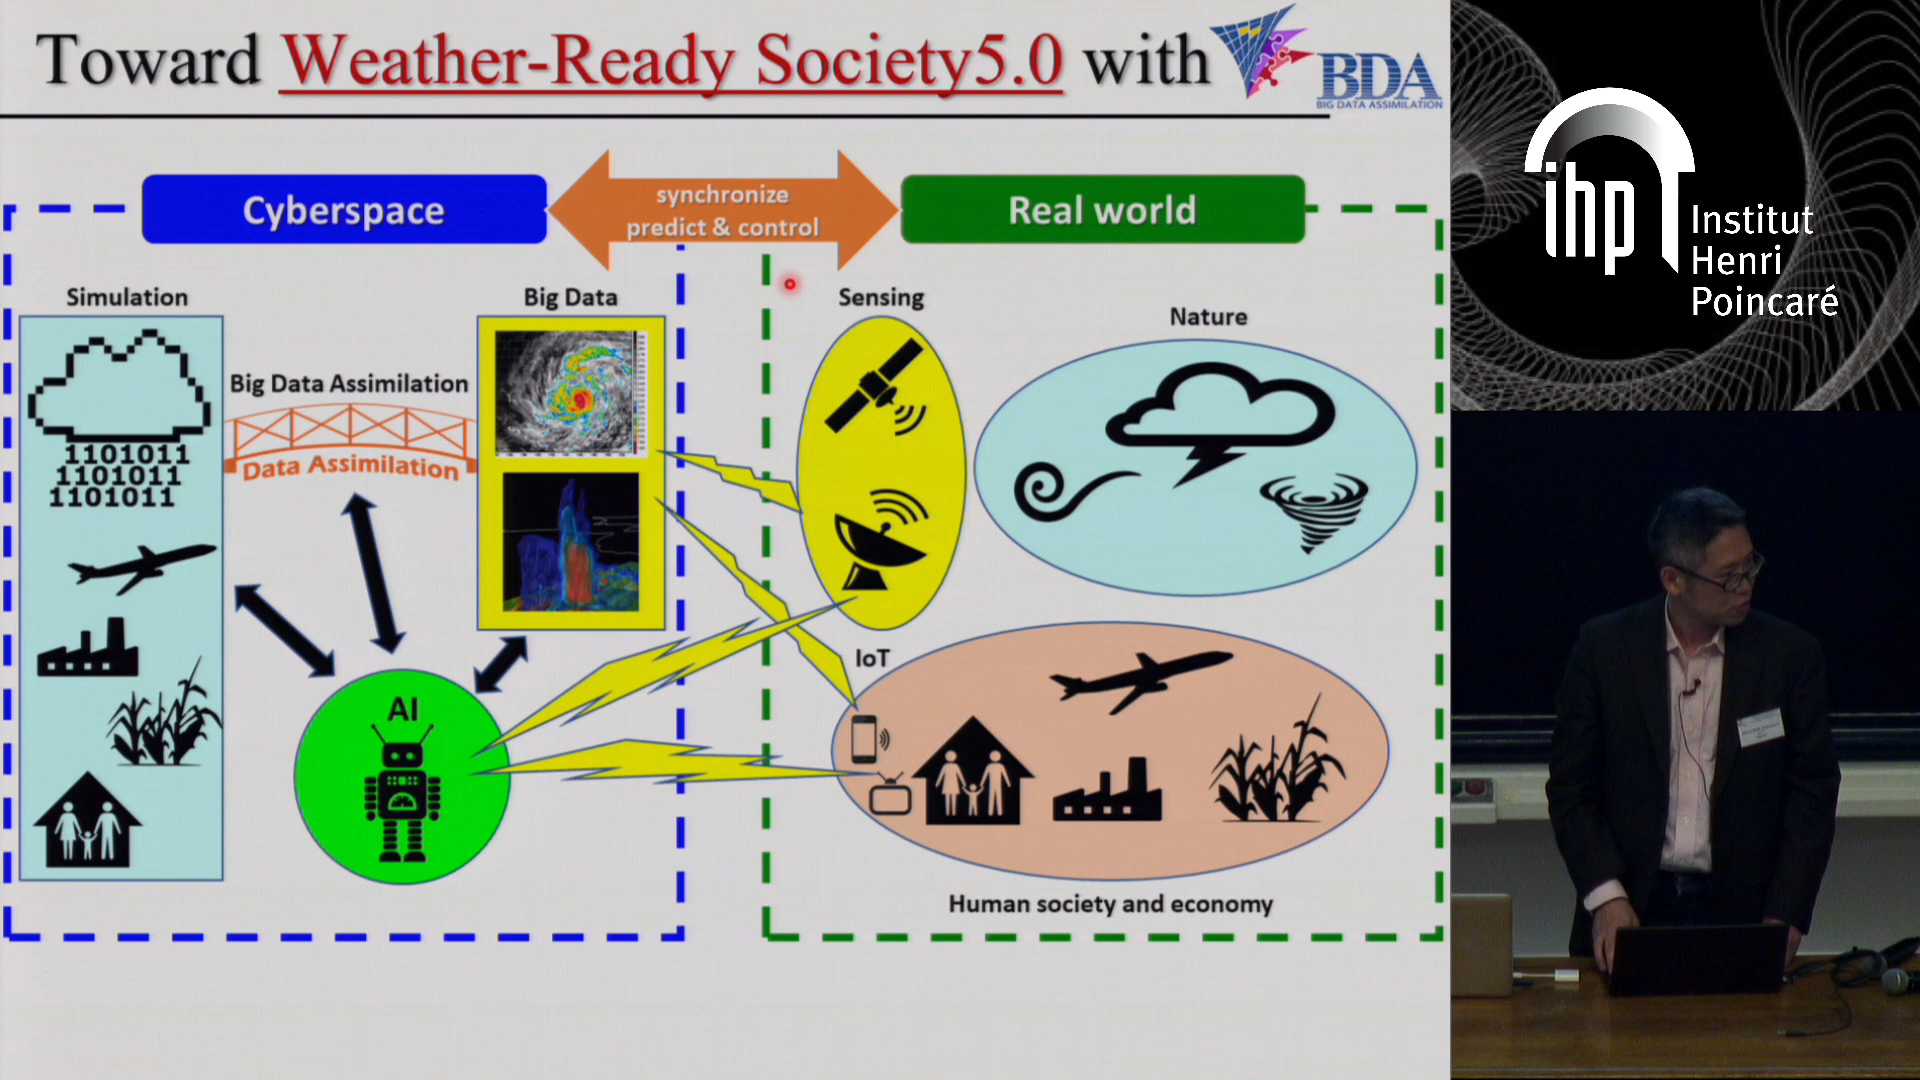 Toward Weather-Ready Society5.0 with
BDA
BIG DATA ASSIMILATION
Cyberspace
synchronize
predict & control
Real world
Simulation
Big Data
Sensing
Nature
Big Data Assimilation
Data Assimilation
1101011
1101011
1101011
IoT
AI
Human society and economy
ihp
Institut
Henri
Poincaré